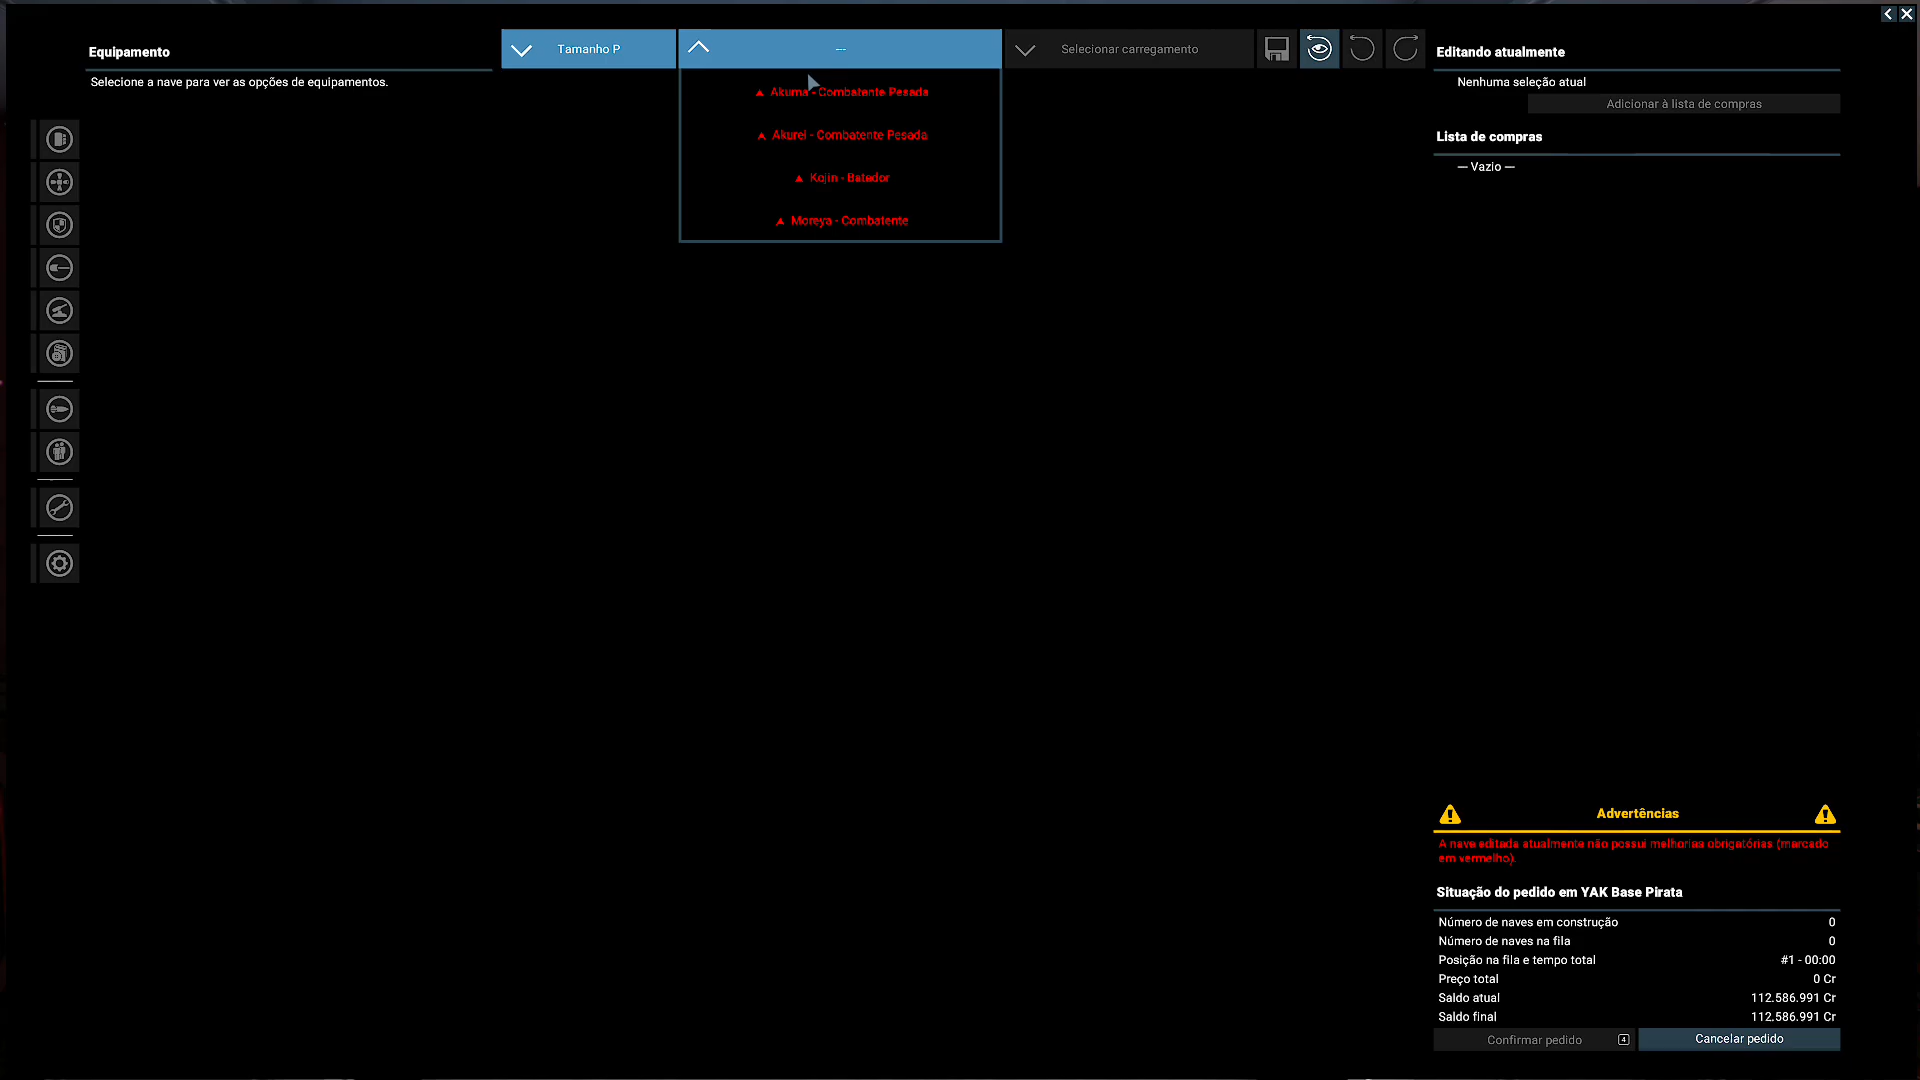 Equipamento
Selecione a nave para ver as opções de equipamentos.
Tamanho P
---
Selecionar carregamento
Akuma - Combatente Pesada
Akurei - Combatente Pesada
Kojin - Batedor
Moreya - Combatente
Editando atualmente
Nenhuma seleção atual
Adicionar à lista de compras
Lista de compras
— Vazio —
Advertências
A nave editada atualmente não possui melhorias obrigatórias (marcado
em vermelho).
Situação do pedido em YAK Base Pirata
Número de naves em construção 0
Número de naves na fila 0
Posição na fila e tempo total #1 - 00:00
Preço total 0 Cr
Saldo atual 112.586.991 Cr
Saldo final 112.586.991 Cr
Confirmar pedido 4
Cancelar pedido